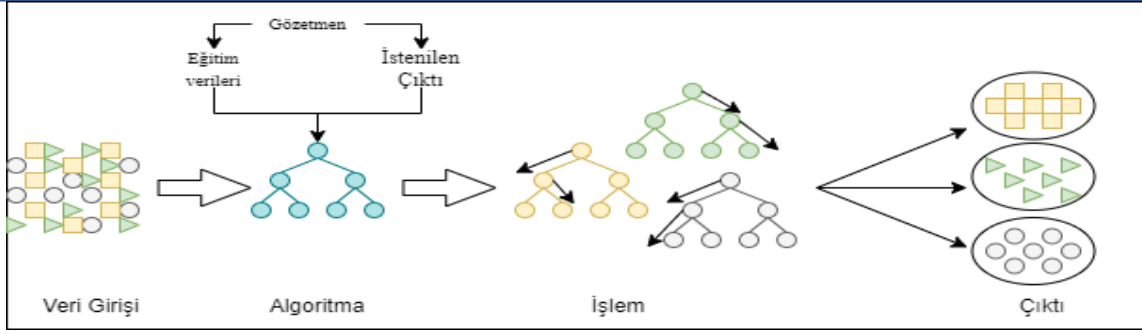 Gözetmen
Eğitim
verileri
İstenilen
Çıktı
Veri Girişi
Algoritma
İşlem
Çıktı